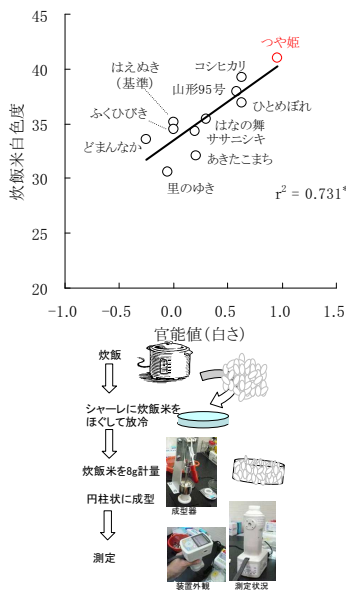 45
40
35
30
25
20
-1.0
-0.5
0.0
0.5
1.0
1.5
炊飯米白色度
官能値(白さ)
つや姫
コシヒカリ
はえぬき
(基準)
山形95号
ひとめぼれ
ふくひびき
はなの舞
ササニシキ
どまんなか
あきたこまち
里のゆき
r² = 0.731*
炊飯
シャーレに炊飯米を
ほぐして放冷
炊飯米を8g計量
円柱状に成型
成型器
測定
装置外観
測定状況